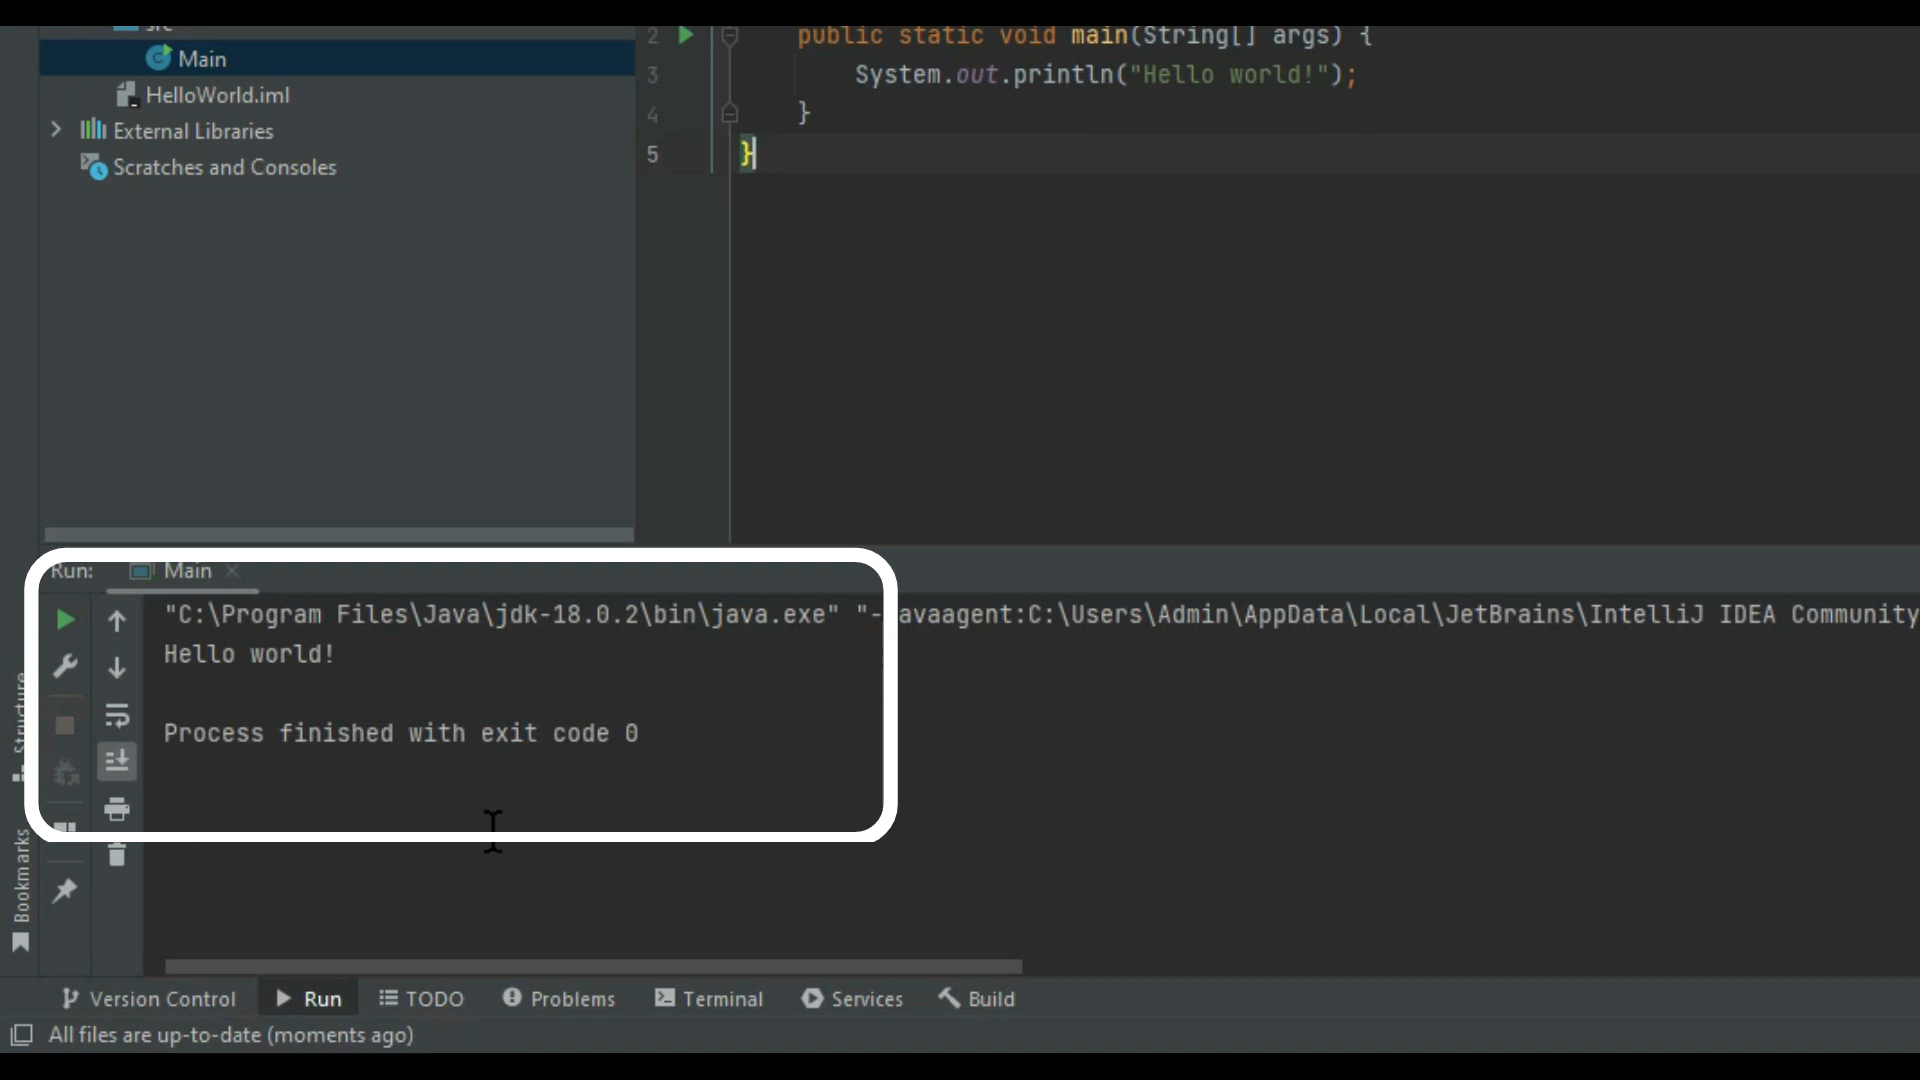 src
Main
HelloWorld.iml
External Libraries
Scratches and Consoles
2 public static void main(String[] args) {
3 System.out.println("Hello world!");
4 }
5 }
Run: Main
"C:\Program Files\Java\jdk-18.0.2\bin\java.exe" "- avaagent:C:\Users\Admin\AppData\Local\JetBrains\IntelliJ IDEA Community
Hello world!
Process finished with exit code 0
Structure
Bookmarks
Version Control Run TODO Problems Terminal Services Build
All files are up-to-date (moments ago)